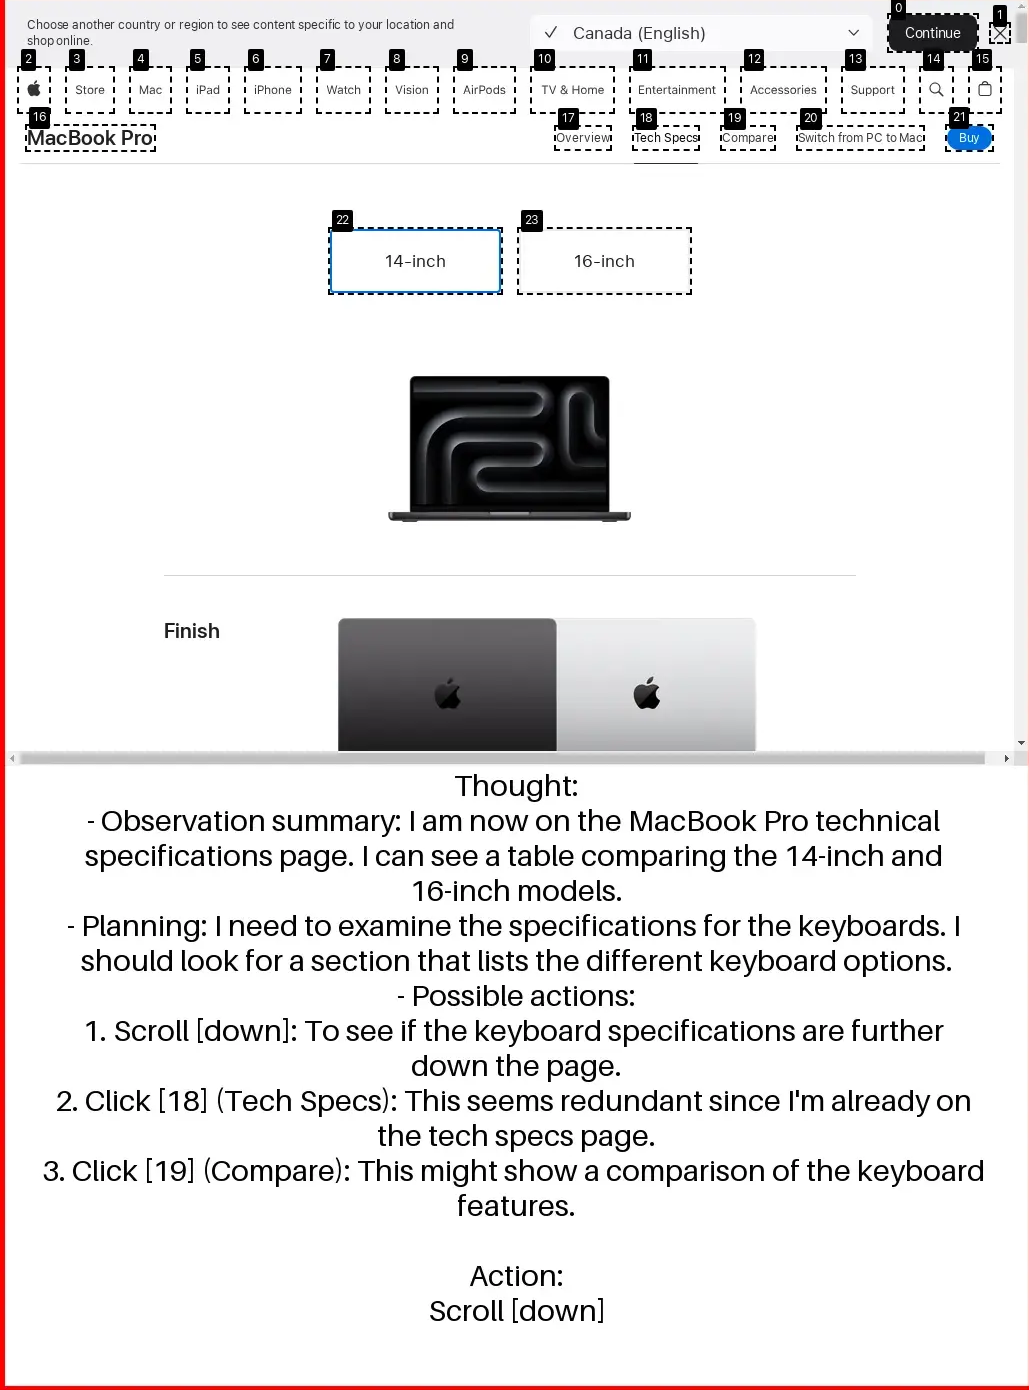 Choose another country or region to see content specific to your location and
shop online.
Canada (English)
0
Continue
1
2
3
Store
4
Mac
5
iPad
6
iPhone
7
Watch
8
Vision
9
AirPods
10
TV & Home
11
Entertainment
12
Accessories
13
Support
14
15
16
MacBook Pro
17
Overview
18
Tech Specs
19
Compare
20
Switch from PC to Mac
21
Buy
22
14-inch
23
16-inch
Finish
Thought:
- Observation summary: I am now on the MacBook Pro technical
specifications page. I can see a table comparing the 14-inch and
16-inch models.
- Planning: I need to examine the specifications for the keyboards. I
should look for a section that lists the different keyboard options.
- Possible actions:
1. Scroll [down]: To see if the keyboard specifications are further
down the page.
2. Click [18] (Tech Specs): This seems redundant since I'm already on
the tech specs page.
3. Click [19] (Compare): This might show a comparison of the keyboard
features.
Action:
Scroll [down]